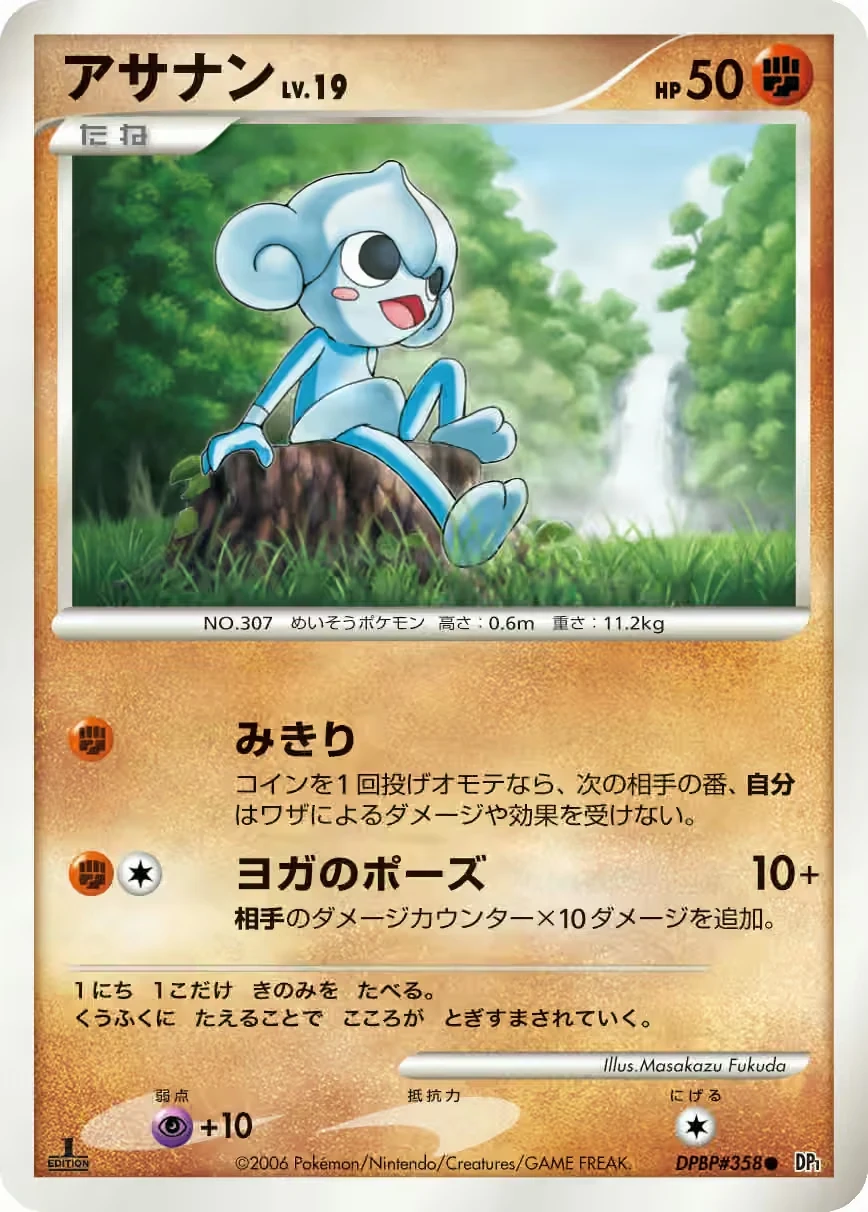 アサナン LV.19 HP 50
たね
NO.307 めいそうポケモン 高さ:0.6m 重さ:11.2kg
みきり
コインを1回投げオモテなら、次の相手の番、自分
はワザによるダメージや効果を受けない。
ヨガのポーズ 10+
相手のダメージカウンター×10ダメージを追加。
1にち 1こだけ きのみを たべる。
くうふくに たえることで こころが とぎすまされていく。
Illus.Masakazu Fukuda
弱点 抵抗力 にげる
+10
1 EDITION ©2006 Pokémon/Nintendo/Creatures/GAME FREAK. DPBP#358● DP1